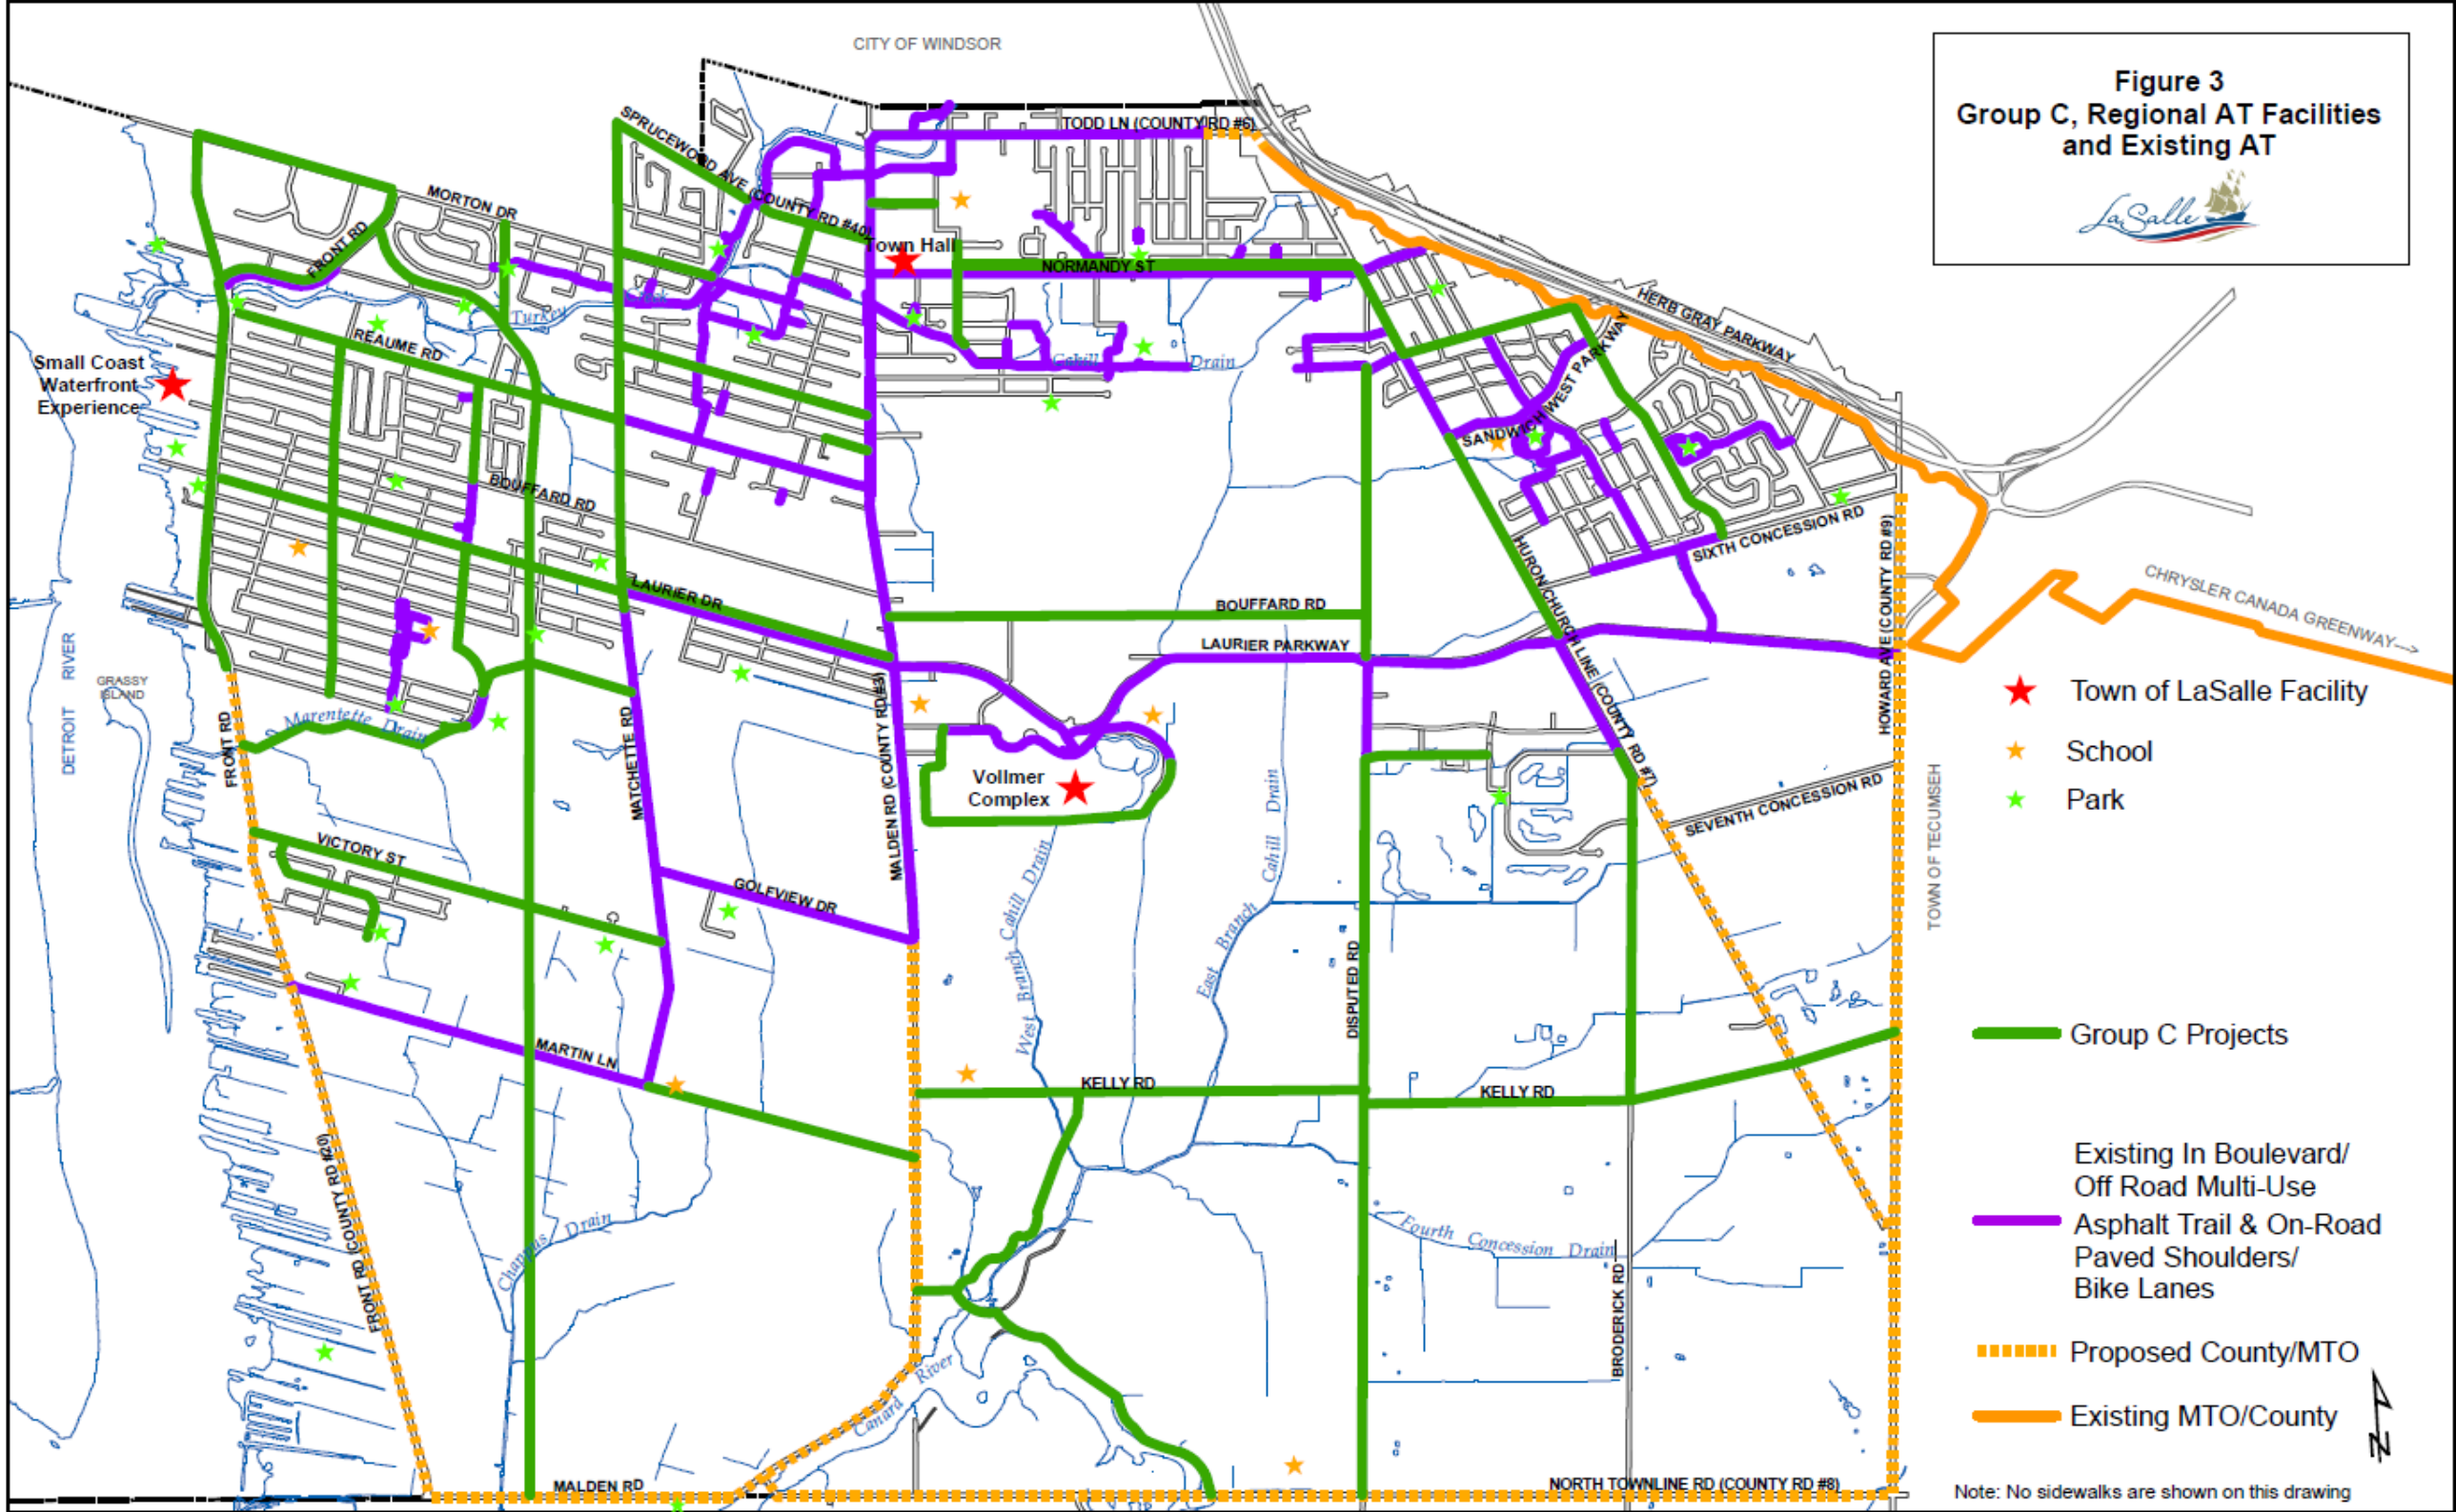 CITY OF WINDSOR
Figure 3
Group C, Regional AT Facilities
and Existing AT
LaSalle
SPRUCEWOOD AVE (COUNTY RD #40)
TODD LN (COUNTY RD #6)
MORTON DR
FRONT RD
Town Hall
NORMANDY ST
HERB GRAY PARKWAY
Turkey
Creek
REAUME RD
Small Coast
Waterfront
Experience
Cahill
Drain
SANDWICH WEST PARKWAY
BOUFFARD RD
SIXTH CONCESSION RD
HOWARD AVE (COUNTY RD #9)
HURON CHURCH LINE (COUNTY RD #7)
CHRYSLER CANADA GREENWAY
LAURIER DR
BOUFFARD RD
LAURIER PARKWAY
DETROIT RIVER
GRASSY
ISLAND
Marentette Drain
FRONT RD
MATCHETTE RD
MALDEN RD (COUNTY RD #3)
Vollmer
Complex
Cahill Drain
East Branch
West Branch Cahill Drain
SEVENTH CONCESSION RD
TOWN OF TECUMSEH
VICTORY ST
GOLFVIEW DR
DISPUTED RD
MARTIN LN
KELLY RD
KELLY RD
FRONT RD (COUNTY RD #20)
Chappus Drain
Fourth Concession Drain
BRODERICK RD
Canard River
MALDEN RD
NORTH TOWNLINE RD (COUNTY RD #8)
Town of LaSalle Facility
School
Park
Group C Projects
Existing In Boulevard/
Off Road Multi-Use
Asphalt Trail & On-Road
Paved Shoulders/
Bike Lanes
Proposed County/MTO
Existing MTO/County
N
Note: No sidewalks are shown on this drawing